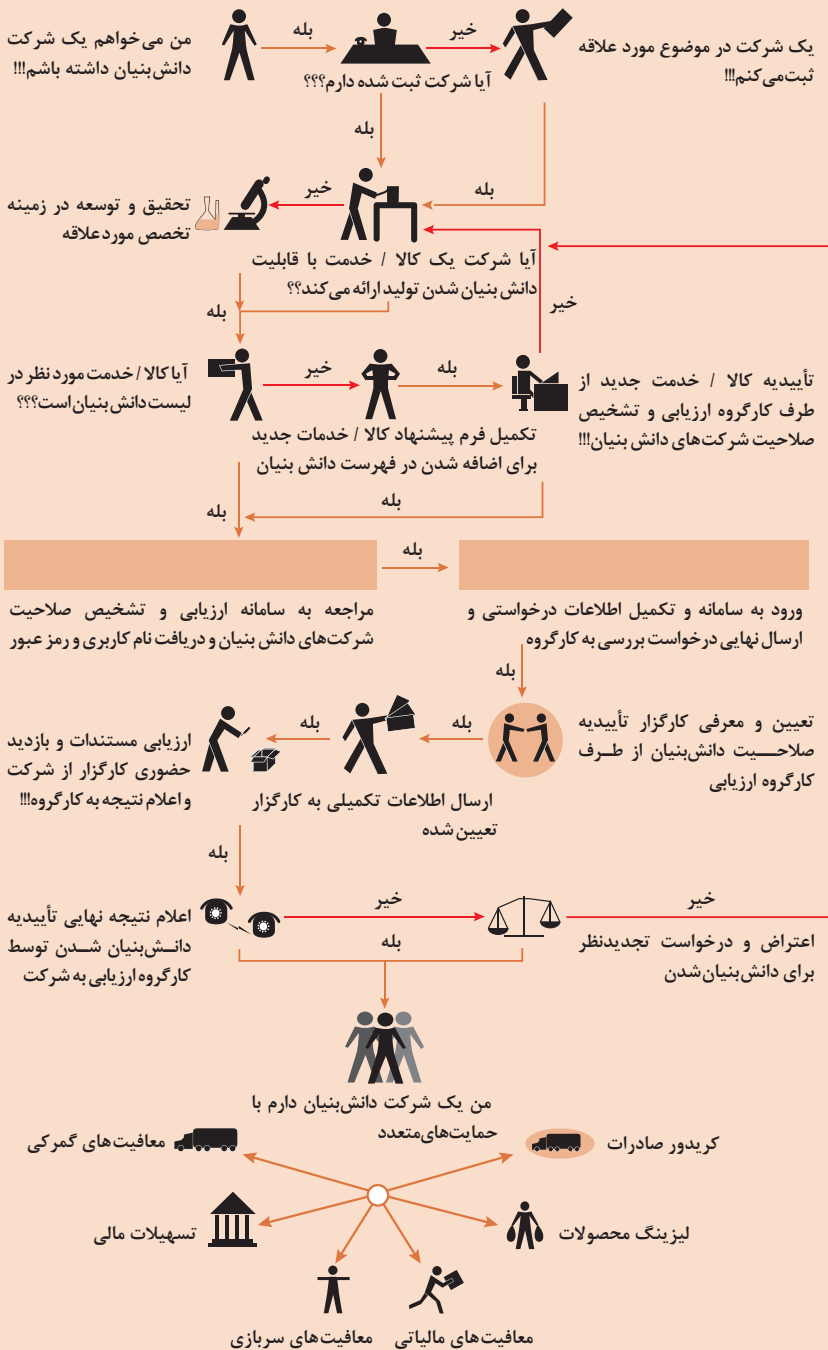 من می‌خواهم یک شرکت
دانش‌بنیان داشته باشم!!!
بله
آیا شرکت ثبت شده دارم؟؟؟
خیر
یک شرکت در موضوع مورد علاقه
ثبت‌می‌کنم!!!
بله
بله
تحقیق و توسعه در زمینه
تخصص موردعلاقه
خیر
آیا شرکت یک کالا / خدمت با قابلیت
دانش‌بنیان شدن تولید ارائه می‌کند؟؟
خیر
بله
آیا کالا / خدمت مورد نظر در
لیست‌دانش‌بنیان‌است؟؟؟
خیر
تکمیل فرم پیشنهاد کالا / خدمات جدید
برای اضافه شدن در فهرست دانش بنیان
بله
تأییدیه کالا / خدمت جدید از
طرف کارگروه ارزیابی و تشخیص
صلاحیت شرکت‌های دانش بنیان!!!
بله
بله
بله
مراجعه به سامانه ارزیابی و تشخیص صلاحیت
شرکت‌های دانش بنیان و دریافت نام کاربری و رمز عبور
ورود به سامانه و تکمیل اطلاعات درخواستی و
ارسال نهایی درخواست بررسی به کارگروه
بله
تعیین و معرفی کارگزار تأییدیه
صلاحـــیت دانش‌بنیان از طــرف
کارگروه ارزیابی
بله
ارسال اطلاعات تکمیلی به کارگزار
تعیین شده
بله
ارزیابی مستندات و بازدید
حضوری کارگزار از شرکت
و اعلام نتیجه به کارگروه!!!
بله
اعلام نتیجه نهایی تأییدیه
دانــش‌بنیان شــدن توسط
کارگروه ارزیابی به شرکت
خیر
بله
اعتراض و درخواست تجدیدنظر
برای دانش‌بنیان‌شدن
خیر
من یک شرکت دانش‌بنیان دارم با
حمایت‌های‌متعدد
کریدور صادرات
معافیت‌های گمرکی
لیزینگ محصولات
تسهیلات مالی
معافیت‌های مالیاتی
معافیت‌های سربازی